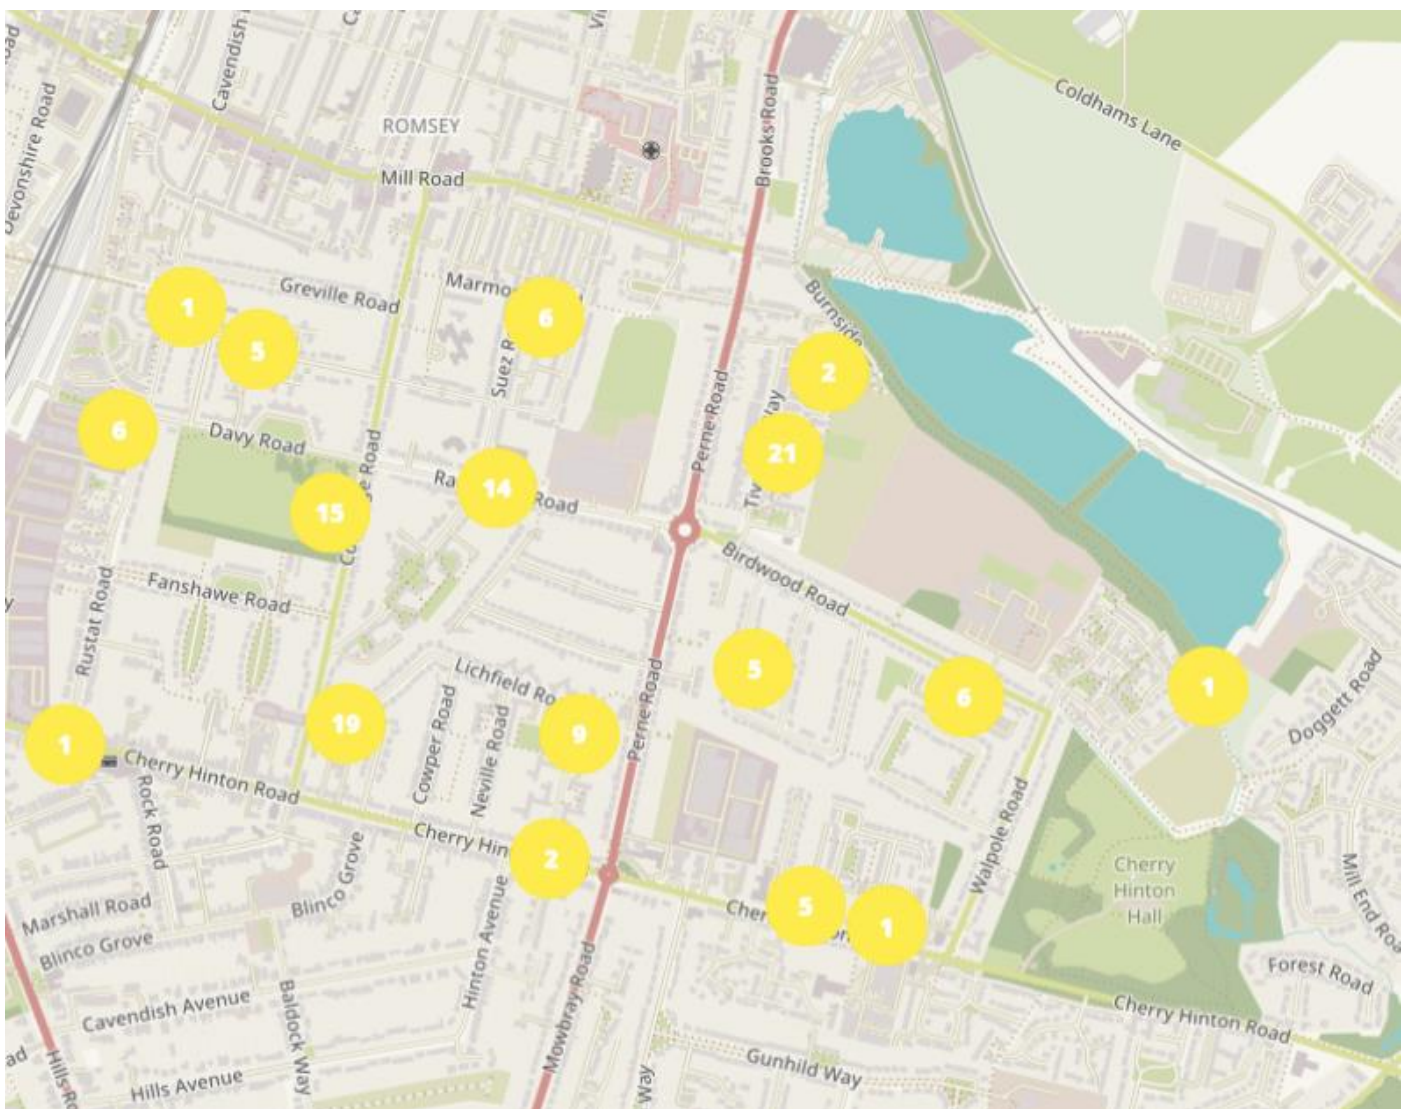 Cavendish
Devonshire Road
ROMSEY
Mill Road
Brooks Road
Coldhams Lane
Greville Road
Burnside
1
5
6
Suez
2
6
Davy Road
Perne Road
21
14
Road
15
Birdwood Road
Fanshawe Road
Rustat Road
Lichfield
Perne Road
5
6
1
Doggett Road
Cowper Road
Neville Road
19
9
1
Cherry Hinton Road
Rock Road
Cherry
2
Walpole Road
Cherry
Hinton
Hall
Mill End
Blinco Grove
Marshall Road
5
1
Hinton Avenue
Blinco Grove
Mowbray Road
Forest Road
Cavendish Avenue
Baldock Way
Cherry Hinton Road
Gunhild Way
Hills Avenue
Hills
Way